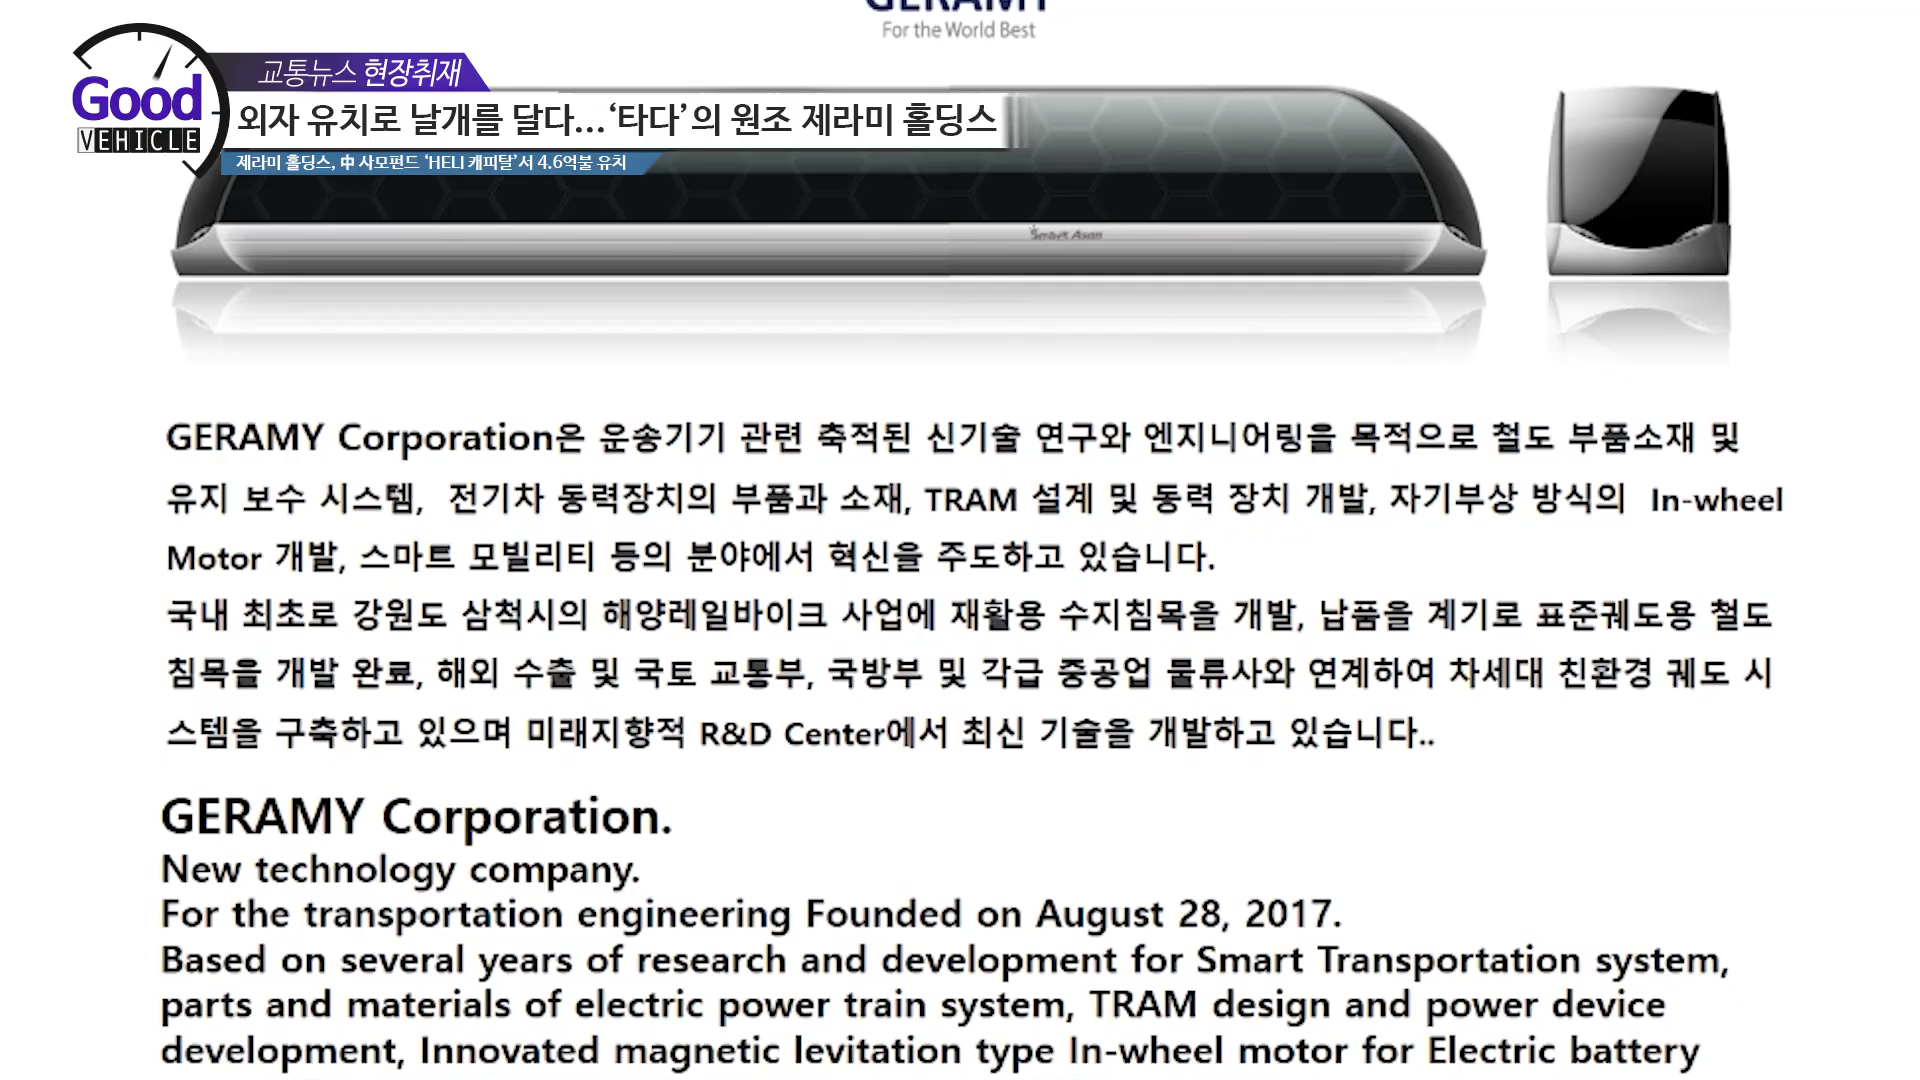 GERAMY
For the World Best
Good
VEHICLE
교통뉴스 현장취재
외자 유치로 날개를 달다...‘타다’의 원조 제라미 홀딩스
제라미 홀딩스, 中 사모펀드 ‘HELI 캐피탈’서 4.6억불 유치
Smart Asan
GERAMY Corporation은 운송기기 관련 축적된 신기술 연구와 엔지니어링을 목적으로 철도 부품소재 및
유지 보수 시스템, 전기차 동력장치의 부품과 소재, TRAM 설계 및 동력 장치 개발, 자기부상 방식의 In-wheel
Motor 개발, 스마트 모빌리티 등의 분야에서 혁신을 주도하고 있습니다.
국내 최초로 강원도 삼척시의 해양레일바이크 사업에 재활용 수지침목을 개발, 납품을 계기로 표준궤도용 철도
침목을 개발 완료, 해외 수출 및 국토 교통부, 국방부 및 각급 중공업 물류사와 연계하여 차세대 친환경 궤도 시
스템을 구축하고 있으며 미래지향적 R&D Center에서 최신 기술을 개발하고 있습니다..
GERAMY Corporation.
New technology company.
For the transportation engineering Founded on August 28, 2017.
Based on several years of research and development for Smart Transportation system,
parts and materials of electric power train system, TRAM design and power device
development, Innovated magnetic levitation type In-wheel motor for Electric battery